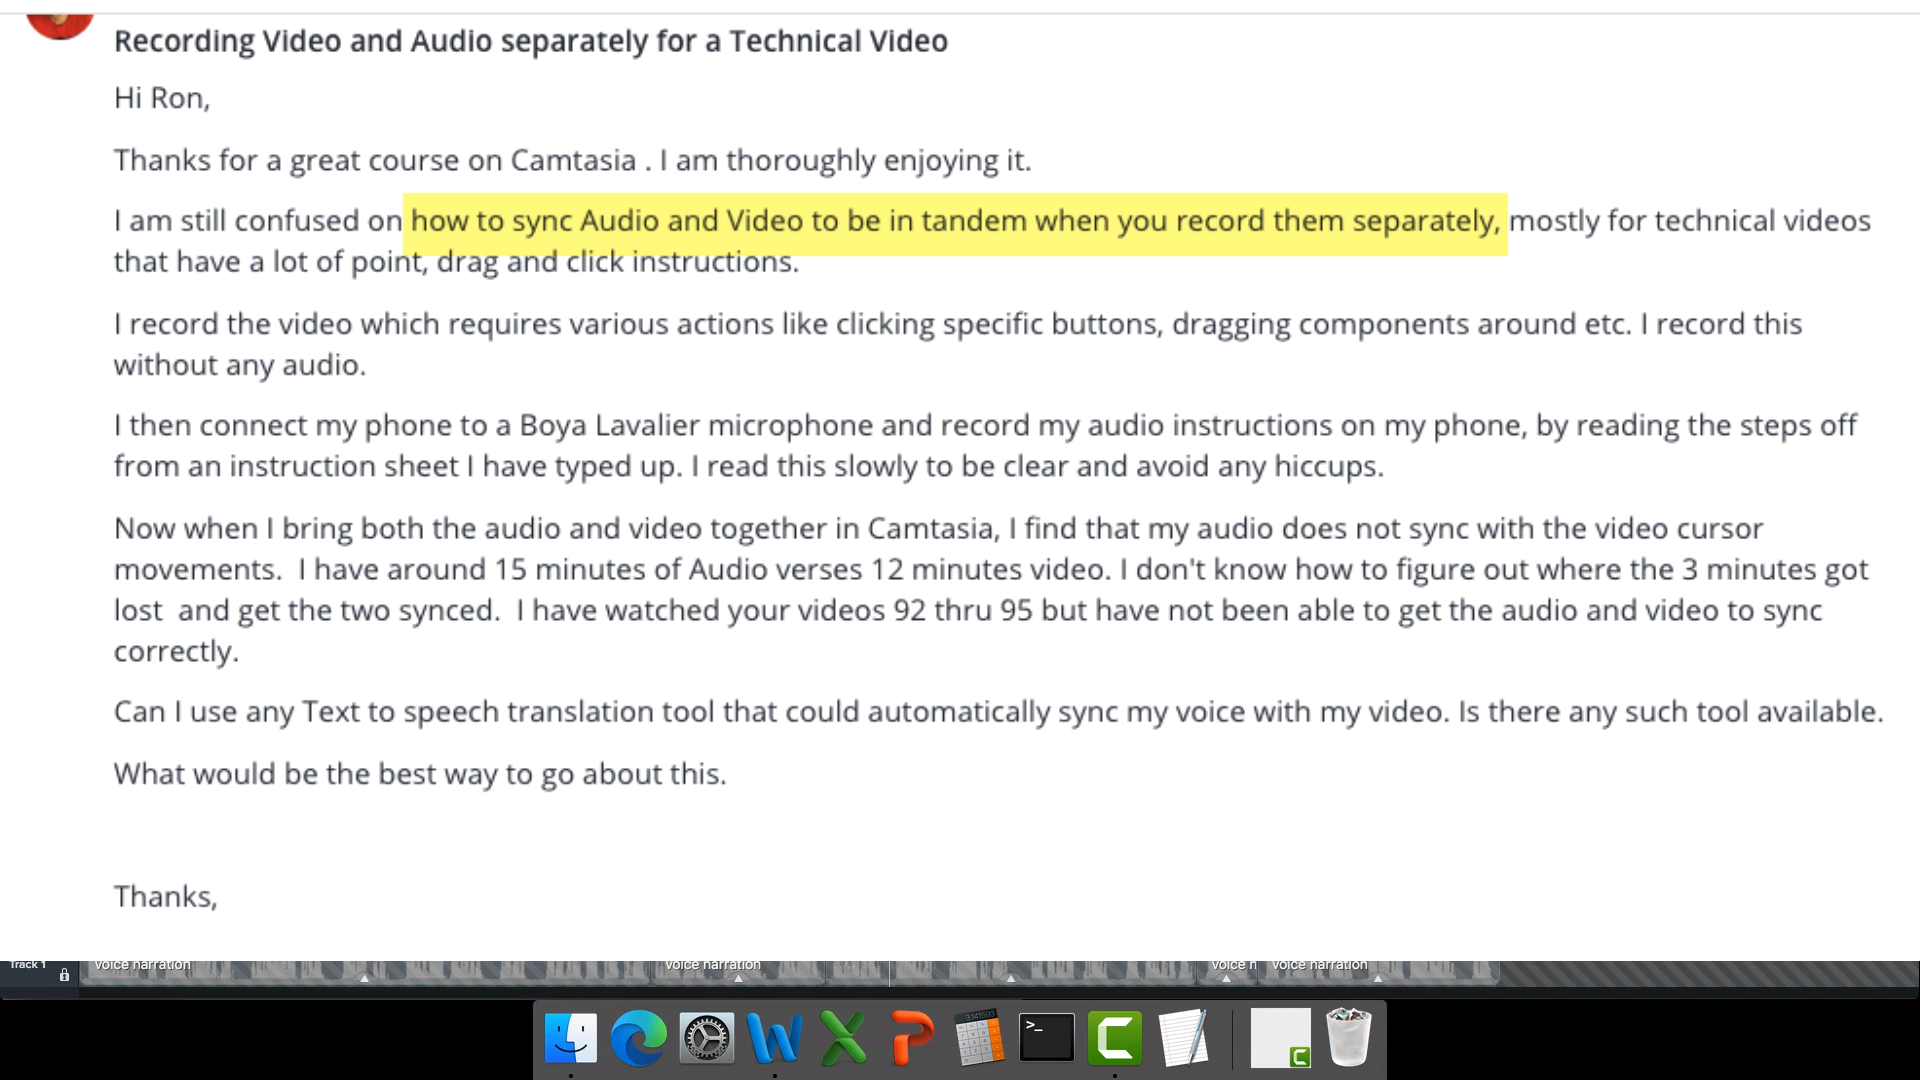 Recording Video and Audio separately for a Technical Video
Hi Ron,
Thanks for a great course on Camtasia . I am thoroughly enjoying it.
I am still confused on how to sync Audio and Video to be in tandem when you record them separately, mostly for technical videos
that have a lot of point, drag and click instructions.
I record the video which requires various actions like clicking specific buttons, dragging components around etc. I record this
without any audio.
I then connect my phone to a Boya Lavalier microphone and record my audio instructions on my phone, by reading the steps off
from an instruction sheet I have typed up. I read this slowly to be clear and avoid any hiccups.
Now when I bring both the audio and video together in Camtasia, I find that my audio does not sync with the video cursor
movements.  I have around 15 minutes of Audio verses 12 minutes video. I don't know how to figure out where the 3 minutes got
lost  and get the two synced.  I have watched your videos 92 thru 95 but have not been able to get the audio and video to sync
correctly.
Can I use any Text to speech translation tool that could automatically sync my voice with my video. Is there any such tool available.
What would be the best way to go about this.
Thanks,
Track 1 Voice narration Voice narration Voice n Voice narration
3.141593
>_